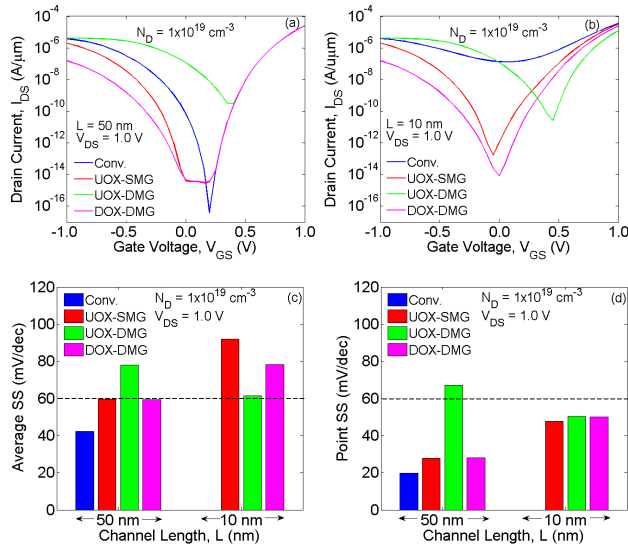 (a)
N_D = 1x10^19 cm^-3
10^-4
10^-6
10^-8
10^-10
10^-12
10^-14
10^-16
Drain Current, I_DS (A/uμm)
L = 50 nm
V_DS = 1.0 V
Conv.
UOX-SMG
UOX-DMG
DOX-DMG
-1.0 -0.5 0.0 0.5 1.0
Gate Voltage, V_GS (V)
(b)
N_D = 1x10^19 cm^-3
10^-4
10^-6
10^-8
10^-10
10^-12
10^-14
10^-16
Drain Current, I_DS (A/uμm)
L = 10 nm
V_DS = 1.0 V
Conv.
UOX-SMG
UOX-DMG
DOX-DMG
-1.0 -0.5 0.0 0.5 1.0
Gate Voltage, V_GS (V)
(c)
N_D = 1x10^19 cm^-3
V_DS = 1.0 V
Conv.
UOX-SMG
UOX-DMG
DOX-DMG
120
100
80
60
40
20
0
Average SS (mV/dec)
50 nm 10 nm
Channel Length, L (nm)
(d)
N_D = 1x10^19 cm^-3
V_DS = 1.0 V
Conv.
UOX-SMG
UOX-DMG
DOX-DMG
120
100
80
60
40
20
0
Point SS (mV/dec)
50 nm 10 nm
Channel Length, L (nm)